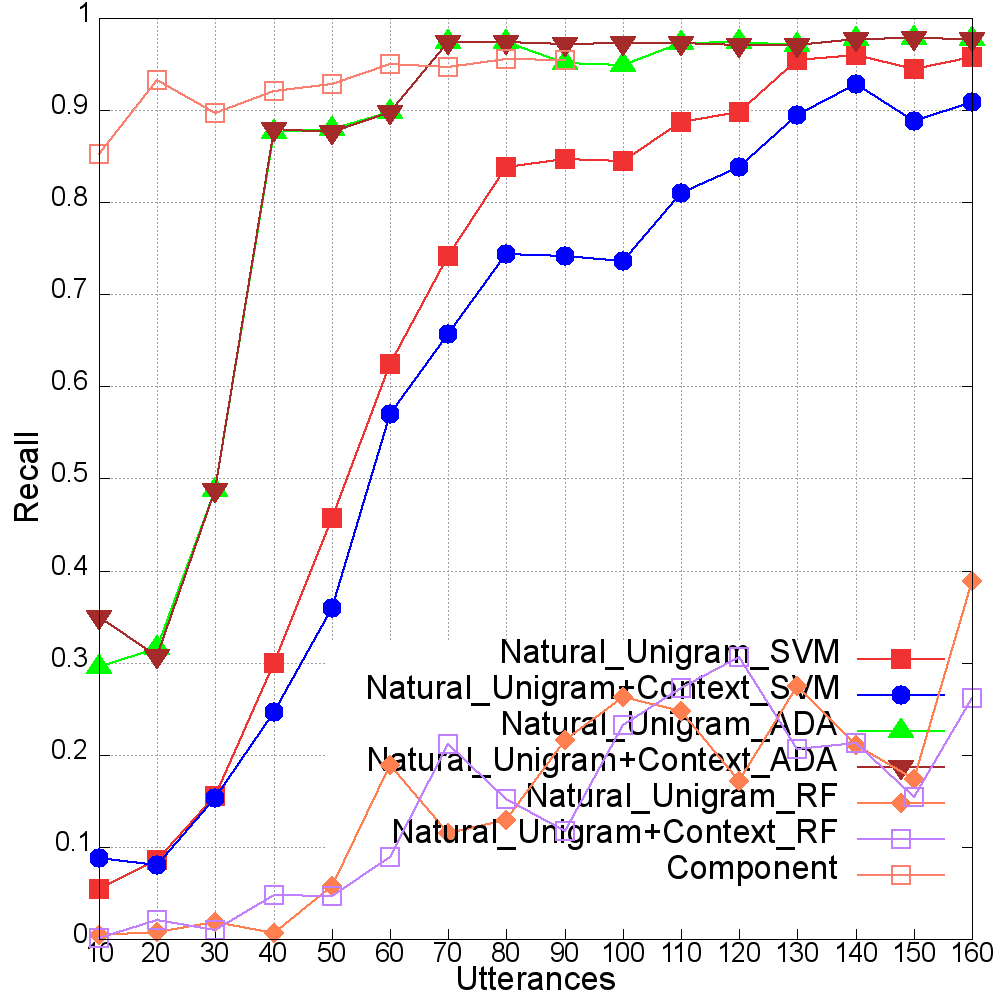 1
0.9
0.8
0.7
0.6
0.5
0.4
0.3
0.2
0.1
0
Recall
Natural_Unigram_SVM
Natural_Unigram+Context_SVM
Natural_Unigram_ADA
Natural_Unigram+Context_ADA
Natural_Unigram_RF
Natural_Unigram+Context_RF
Component
10 20 30 40 50 60 70 80 90 100 110 120 130 140 150 160
Utterances